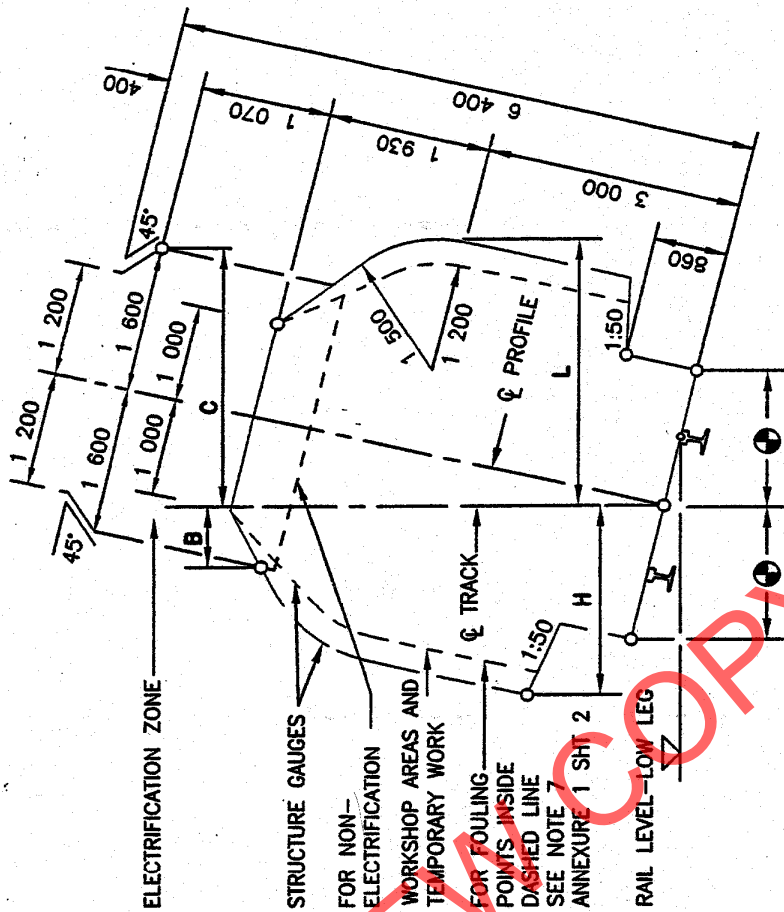 400
6 400
1 070
1 930
3 000
860
45°
1 200
1 600
1 000
1 200
1 600
1 000
45°
C
B
1 500
1 200
L
H
℄ PROFILE
℄ TRACK
1:50
1:50
ELECTRIFICATION ZONE
STRUCTURE GAUGES
FOR NON-
ELECTRIFICATION
WORKSHOP AREAS AND
TEMPORARY WORK
FOR FOULING
POINTS INSIDE
DASHED LINE
SEE NOTE 7
ANNEXURE 1 SHT 2
RAIL LEVEL-LOW LEG
W COPY